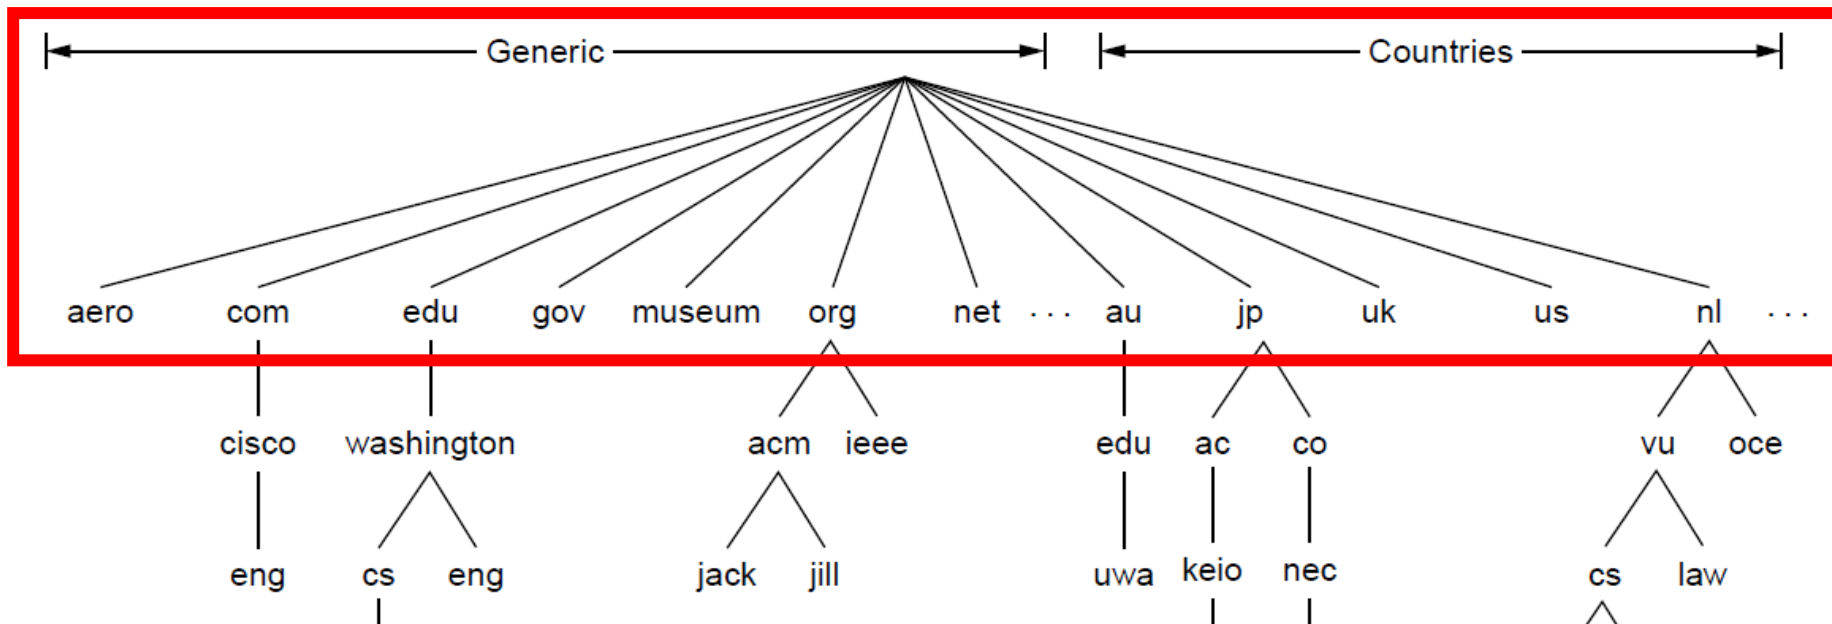 Generic Countries
aero com edu gov museum org net ... au jp uk us nl ...
cisco washington acm ieee edu ac co vu oce
eng cs eng jack jill uwa keio nec cs law